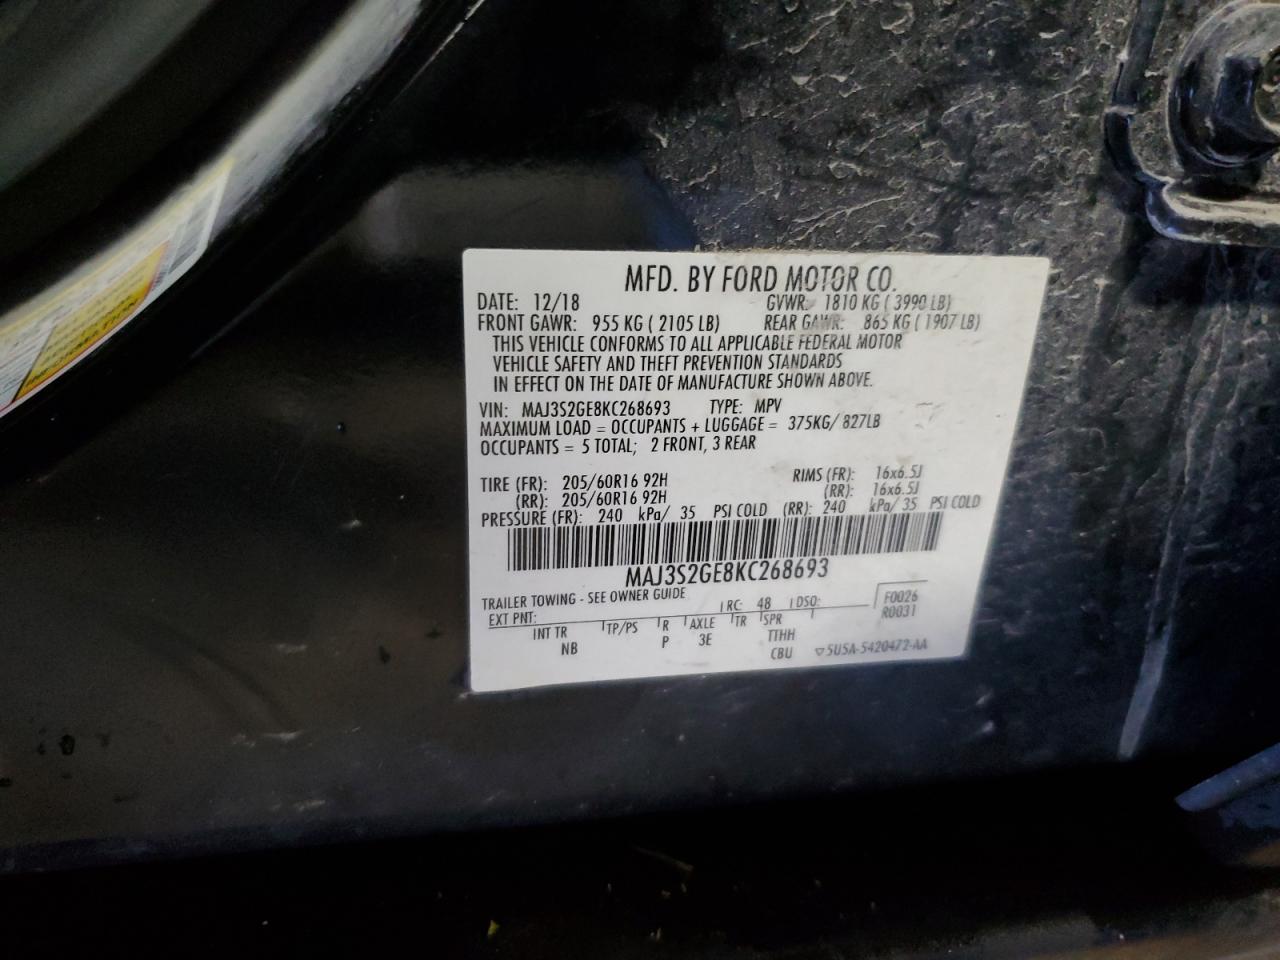 MFD. BY FORD MOTOR CO.
DATE: 12/18 GVWR: 1810 KG ( 3990 LB)
FRONT GAWR: 955 KG ( 2105 LB) REAR GAWR: 865 KG ( 1907 LB)
THIS VEHICLE CONFORMS TO ALL APPLICABLE FEDERAL MOTOR
VEHICLE SAFETY AND THEFT PREVENTION STANDARDS
IN EFFECT ON THE DATE OF MANUFACTURE SHOWN ABOVE.
VIN: MAJ3S2GE8KC268693 TYPE: MPV
MAXIMUM LOAD = OCCUPANTS + LUGGAGE = 375KG/ 827LB
OCCUPANTS = 5 TOTAL; 2 FRONT, 3 REAR
TIRE (FR): 205/60R16 92H RIMS (FR): 16x6.5J
(RR): 205/60R16 92H (RR): 16x6.5J
PRESSURE (FR): 240 kPa/ 35 PSI COLD (RR): 240 kPa/ 35 PSI COLD
MAJ3S2GE8KC268693
TRAILER TOWING - SEE OWNER GUIDE
EXT PNT: RC: 48 DSO: F0026
R0031
INT TR TP/PS R AXLE TR SPR
NB P 3E TTHH
CBU 5U5A-5420472-AA
INFORMATION